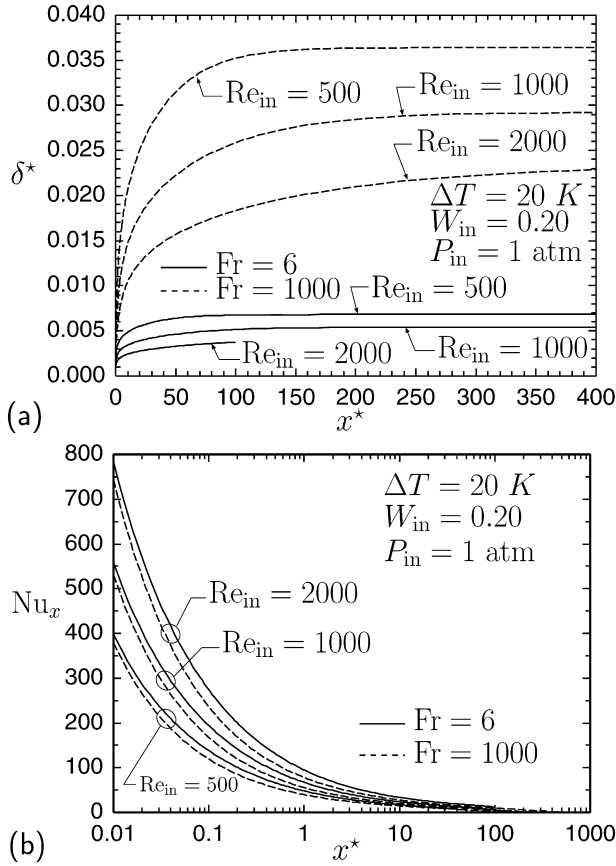 0.040
0.035
0.030
0.025
0.020
0.015
0.010
0.005
0.000
δ⋆
Re_in = 500
Re_in = 1000
Re_in = 2000
ΔT = 20 K
W_in = 0.20
P_in = 1 atm
Fr = 6
Fr = 1000
Re_in = 500
Re_in = 2000
Re_in = 1000
0 50 100 150 200 250 300 350 400
(a)
x⋆
800
700
600
500
400
300
200
100
0
Nu_x
ΔT = 20 K
W_in = 0.20
P_in = 1 atm
Re_in = 2000
Re_in = 1000
Fr = 6
Fr = 1000
Re_in = 500
0.01 0.1 1 10 100 1000
(b)
x⋆